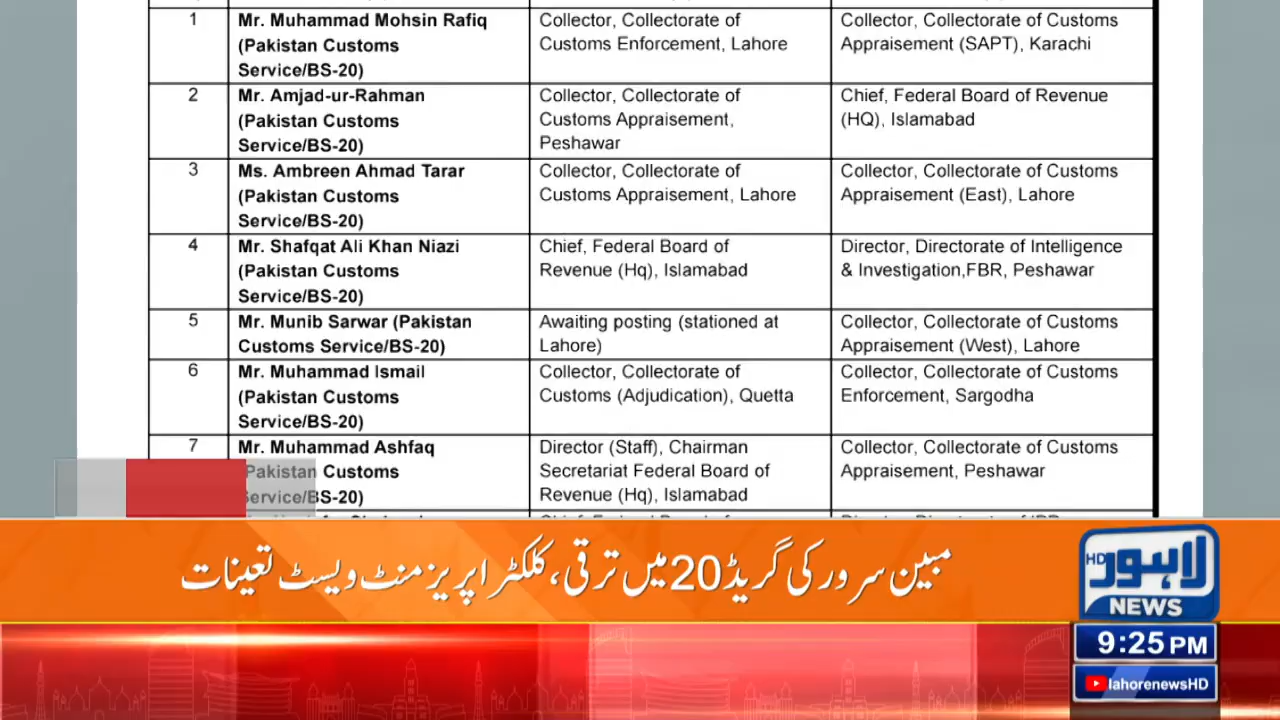 1
Mr. Muhammad Mohsin Rafiq
(Pakistan Customs
Service/BS-20)
Collector, Collectorate of
Customs Enforcement, Lahore
Collector, Collectorate of Customs
Appraisement (SAPT), Karachi
2
Mr. Amjad-ur-Rahman
(Pakistan Customs
Service/BS-20)
Collector, Collectorate of
Customs Appraisement,
Peshawar
Chief, Federal Board of Revenue
(HQ), Islamabad
3
Ms. Ambreen Ahmad Tarar
(Pakistan Customs
Service/BS-20)
Collector, Collectorate of
Customs Appraisement, Lahore
Collector, Collectorate of Customs
Appraisement (East), Lahore
4
Mr. Shafqat Ali Khan Niazi
(Pakistan Customs
Service/BS-20)
Chief, Federal Board of
Revenue (Hq), Islamabad
Director, Directorate of Intelligence
& Investigation,FBR, Peshawar
5
Mr. Munib Sarwar (Pakistan
Customs Service/BS-20)
Awaiting posting (stationed at
Lahore)
Collector, Collectorate of Customs
Appraisement (West), Lahore
6
Mr. Muhammad Ismail
(Pakistan Customs
Service/BS-20)
Collector, Collectorate of
Customs (Adjudication), Quetta
Collector, Collectorate of Customs
Enforcement, Sargodha
7
Mr. Muhammad Ashfaq
(Pakistan Customs
Service/BS-20)
Director (Staff), Chairman
Secretariat Federal Board of
Revenue (Hq), Islamabad
Collector, Collectorate of Customs
Appraisement, Peshawar
مبین سرور کی گریڈ 20 میں ترقی، کلکٹر اپریزمنٹ ویسٹ تعینات
HD
لاہور
NEWS
9:25 PM
lahorenewsHD